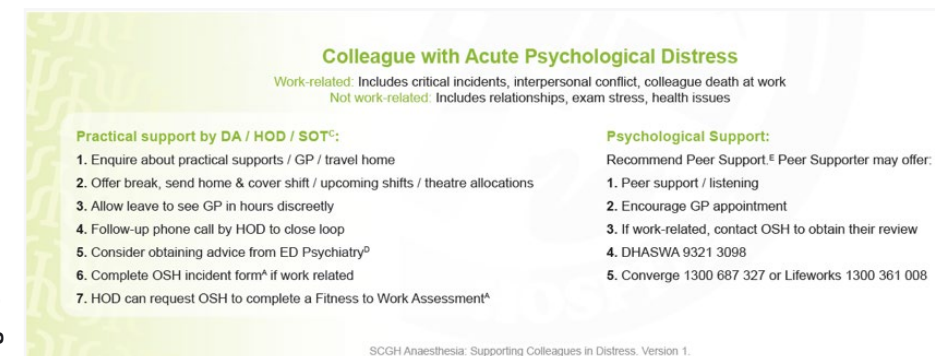 Colleague with Acute Psychological Distress
Work-related: Includes critical incidents, interpersonal conflict, colleague death at work
Not work-related: Includes relationships, exam stress, health issues
Practical support by DA / HOD / SOTᶜ:
1. Enquire about practical supports / GP / travel home
2. Offer break, send home & cover shift / upcoming shifts / theatre allocations
3. Allow leave to see GP in hours discreetly
4. Follow-up phone call by HOD to close loop
5. Consider obtaining advice from ED Psychiatryᴰ
6. Complete OSH incident formᴬ if work related
7. HOD can request OSH to complete a Fitness to Work Assessmentᴬ
Psychological Support:
Recommend Peer Support.ᴱ Peer Supporter may offer:
1. Peer support / listening
2. Encourage GP appointment
3. If work-related, contact OSH to obtain their review
4. DHASWA 9321 3098
5. Converge 1300 687 327 or Lifeworks 1300 361 008
SCGH Anaesthesia: Supporting Colleagues in Distress. Version 1.